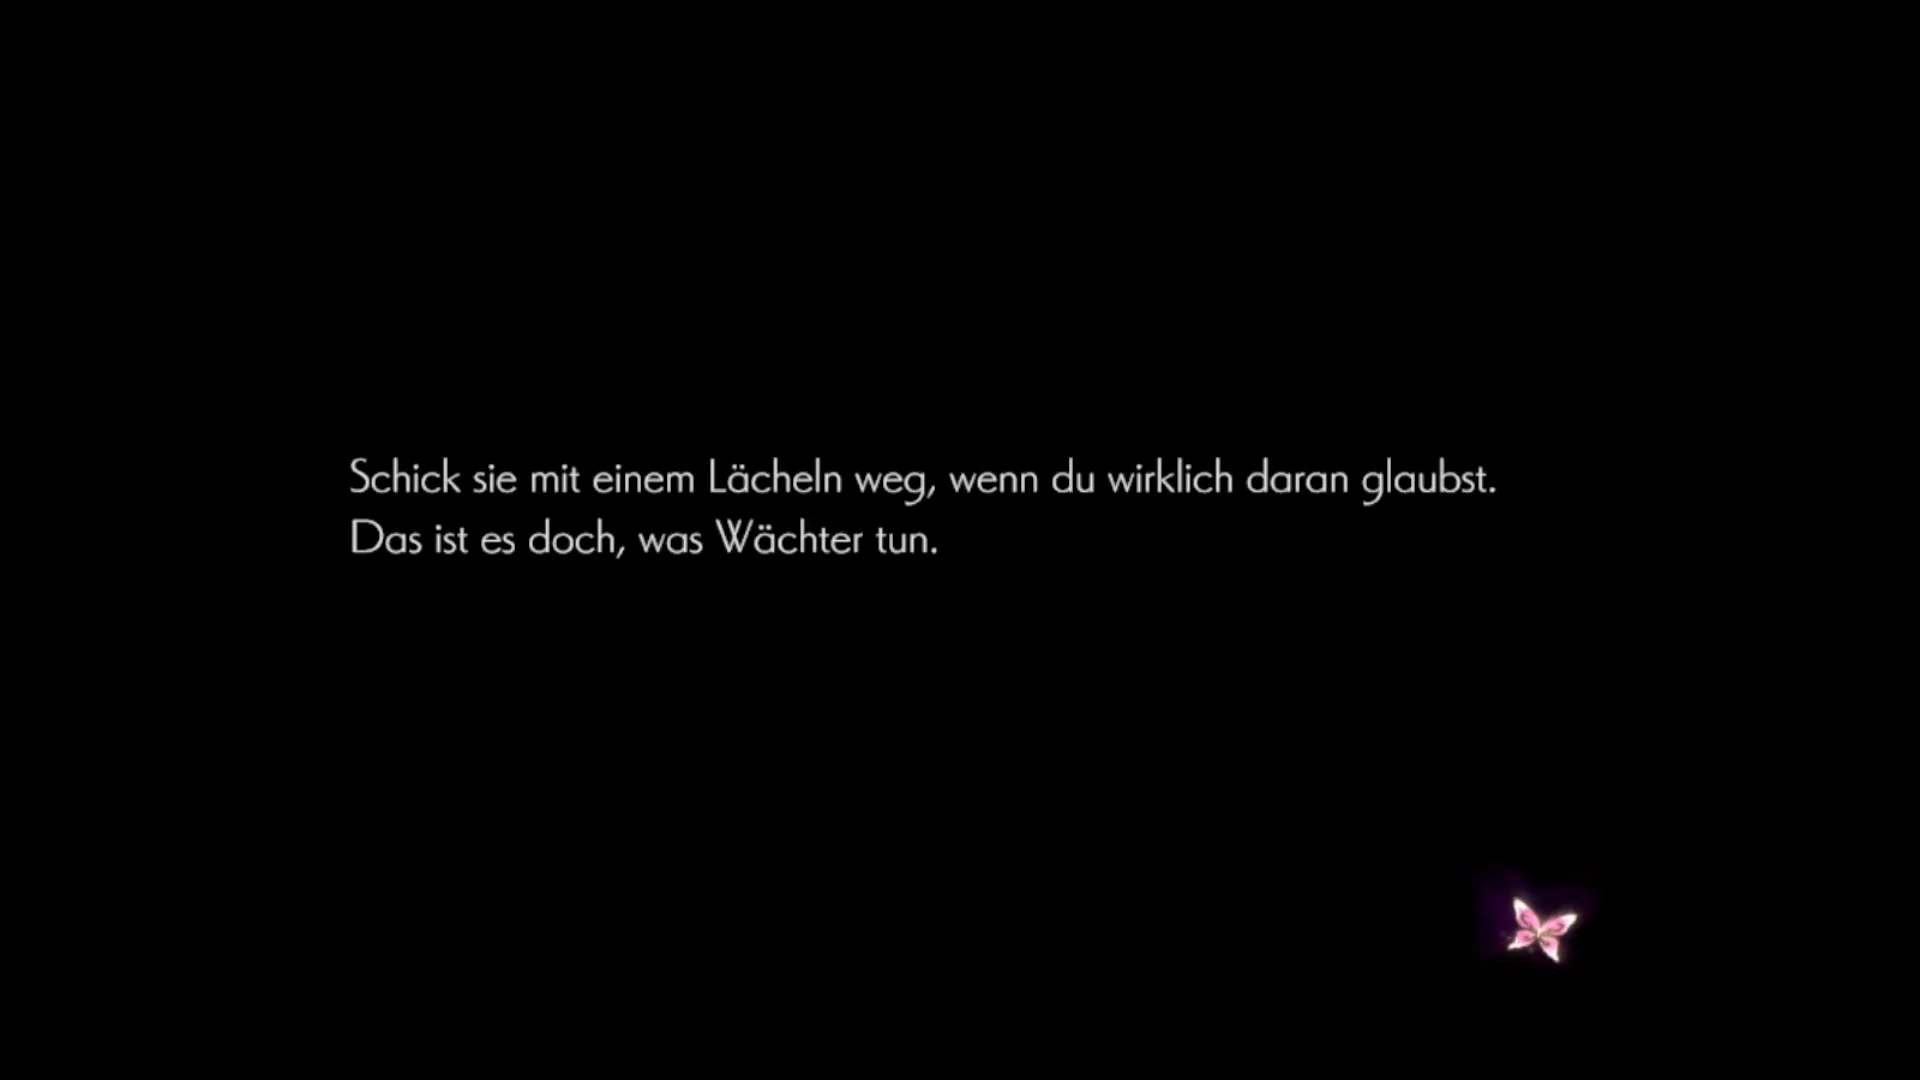 Schick sie mit einem Lächeln weg, wenn du wirklich daran glaubst.
Das ist es doch, was Wächter tun.